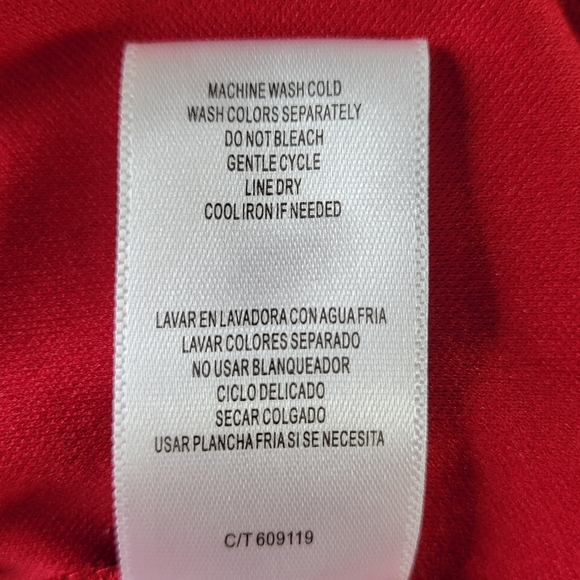 MACHINE WASH COLD
WASH COLORS SEPARATELY
DO NOT BLEACH
GENTLE CYCLE
LINE DRY
COOL IRON IF NEEDED
LAVAR EN LAVADORA CON AGUA FRIA
LAVAR COLORES SEPARADO
NO USAR BLANQUEADOR
CICLO DELICADO
SECAR COLGADO
USAR PLANCHA FRIA SI SE NECESITA
C/T 609119